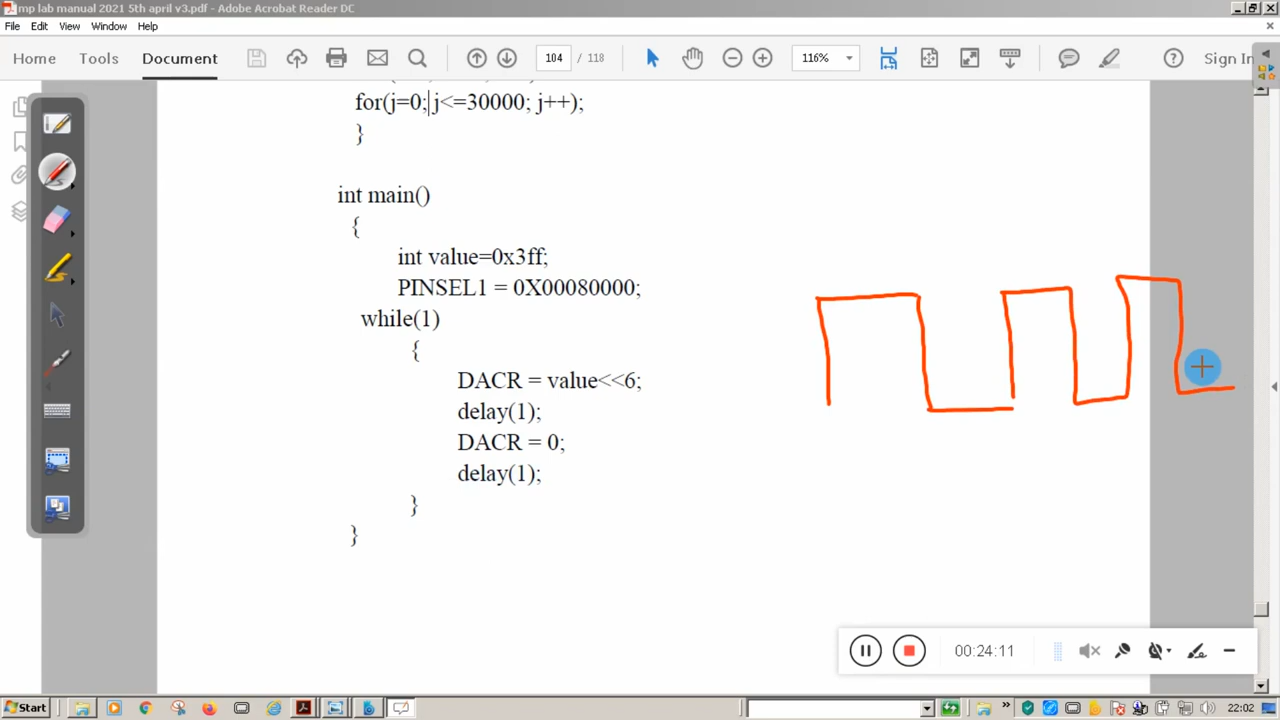 mp lab manual 2021 5th april v3.pdf - Adobe Acrobat Reader DC
File Edit View Window Help
Home Tools Document 104 / 118 116% Sign In
for(j=0; j<=30000; j++);
}
int main()
{
int value=0x3ff;
PINSEL1 = 0X00080000;
while(1)
{
DACR = value<<6;
delay(1);
DACR = 0;
delay(1);
}
}
00:24:11
Start 22:02